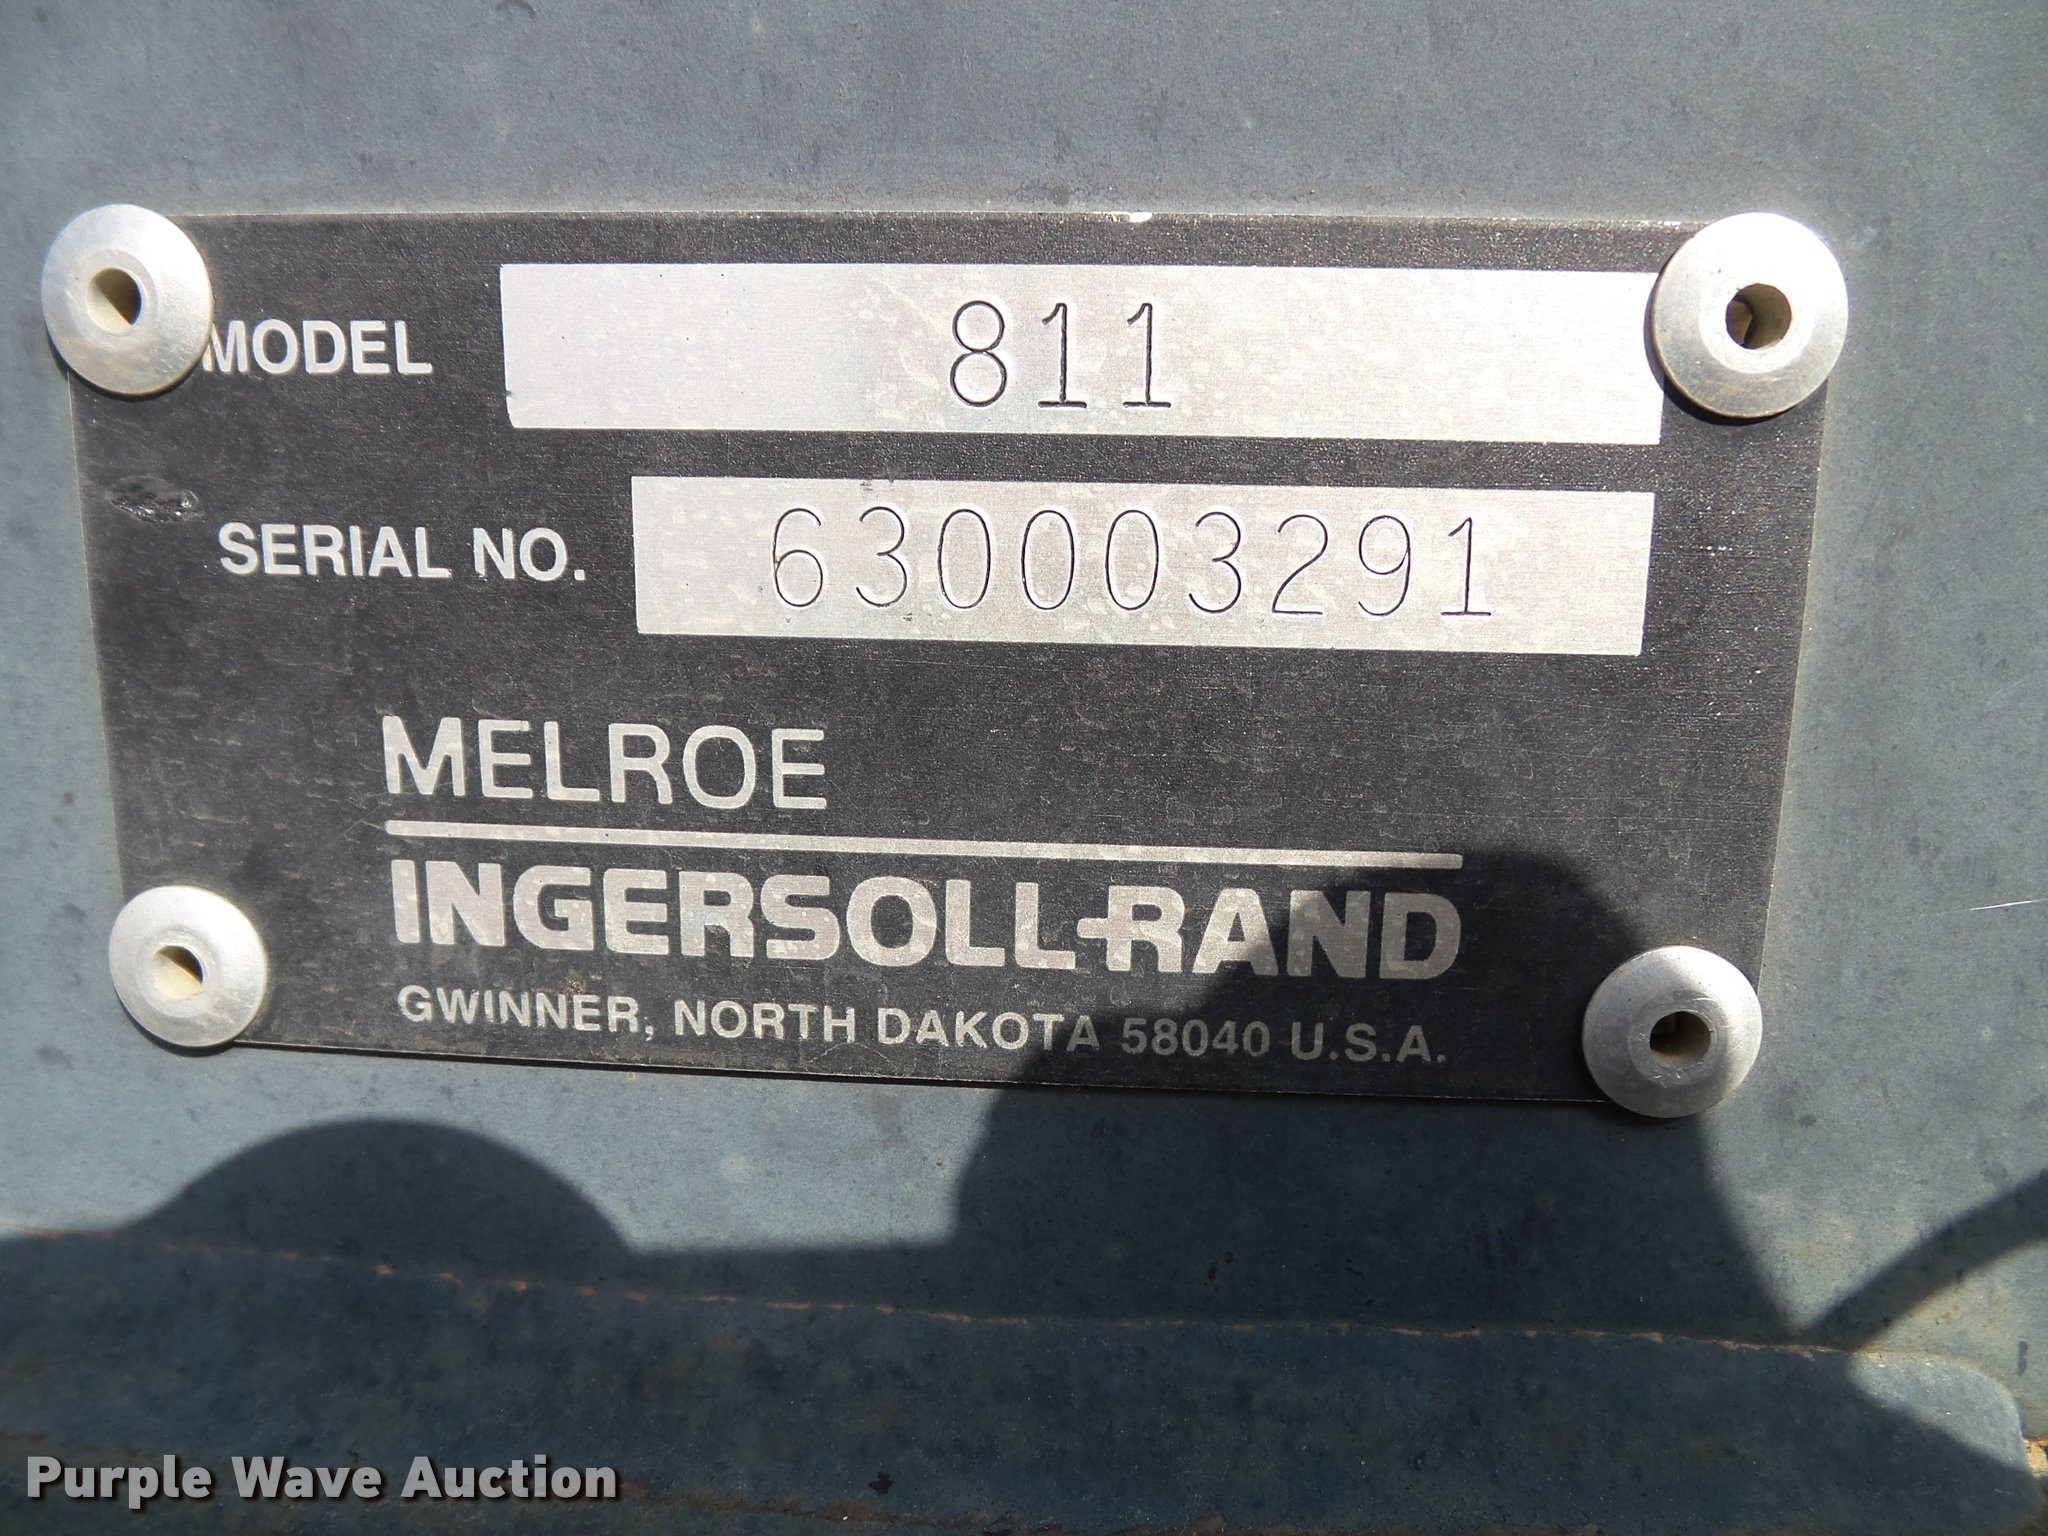 MODEL 811
SERIAL NO. 630003291
MELROE
INGERSOLL-RAND
GWINNER, NORTH DAKOTA 58040 U.S.A.
Purple Wave Auction